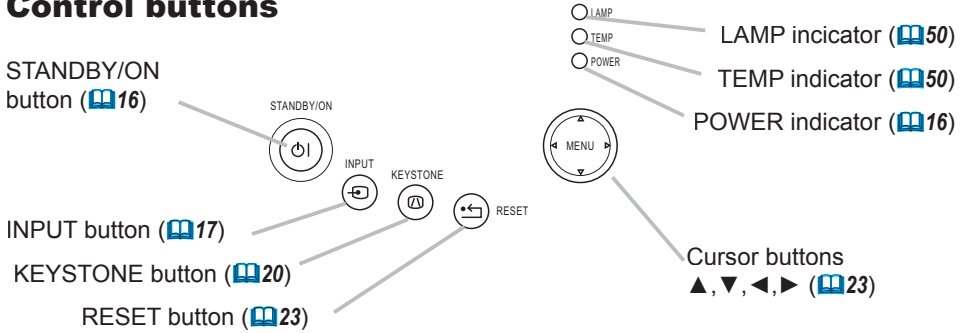 Control buttons
LAMP
TEMP
POWER
LAMP incicator (50)
TEMP indicator (50)
POWER indicator (16)
STANDBY/ON
button (16)
STANDBY/ON
INPUT
KEYSTONE
RESET
MENU
INPUT button (17)
KEYSTONE button (20)
RESET button (23)
Cursor buttons
▲,▼,◄,► (23)